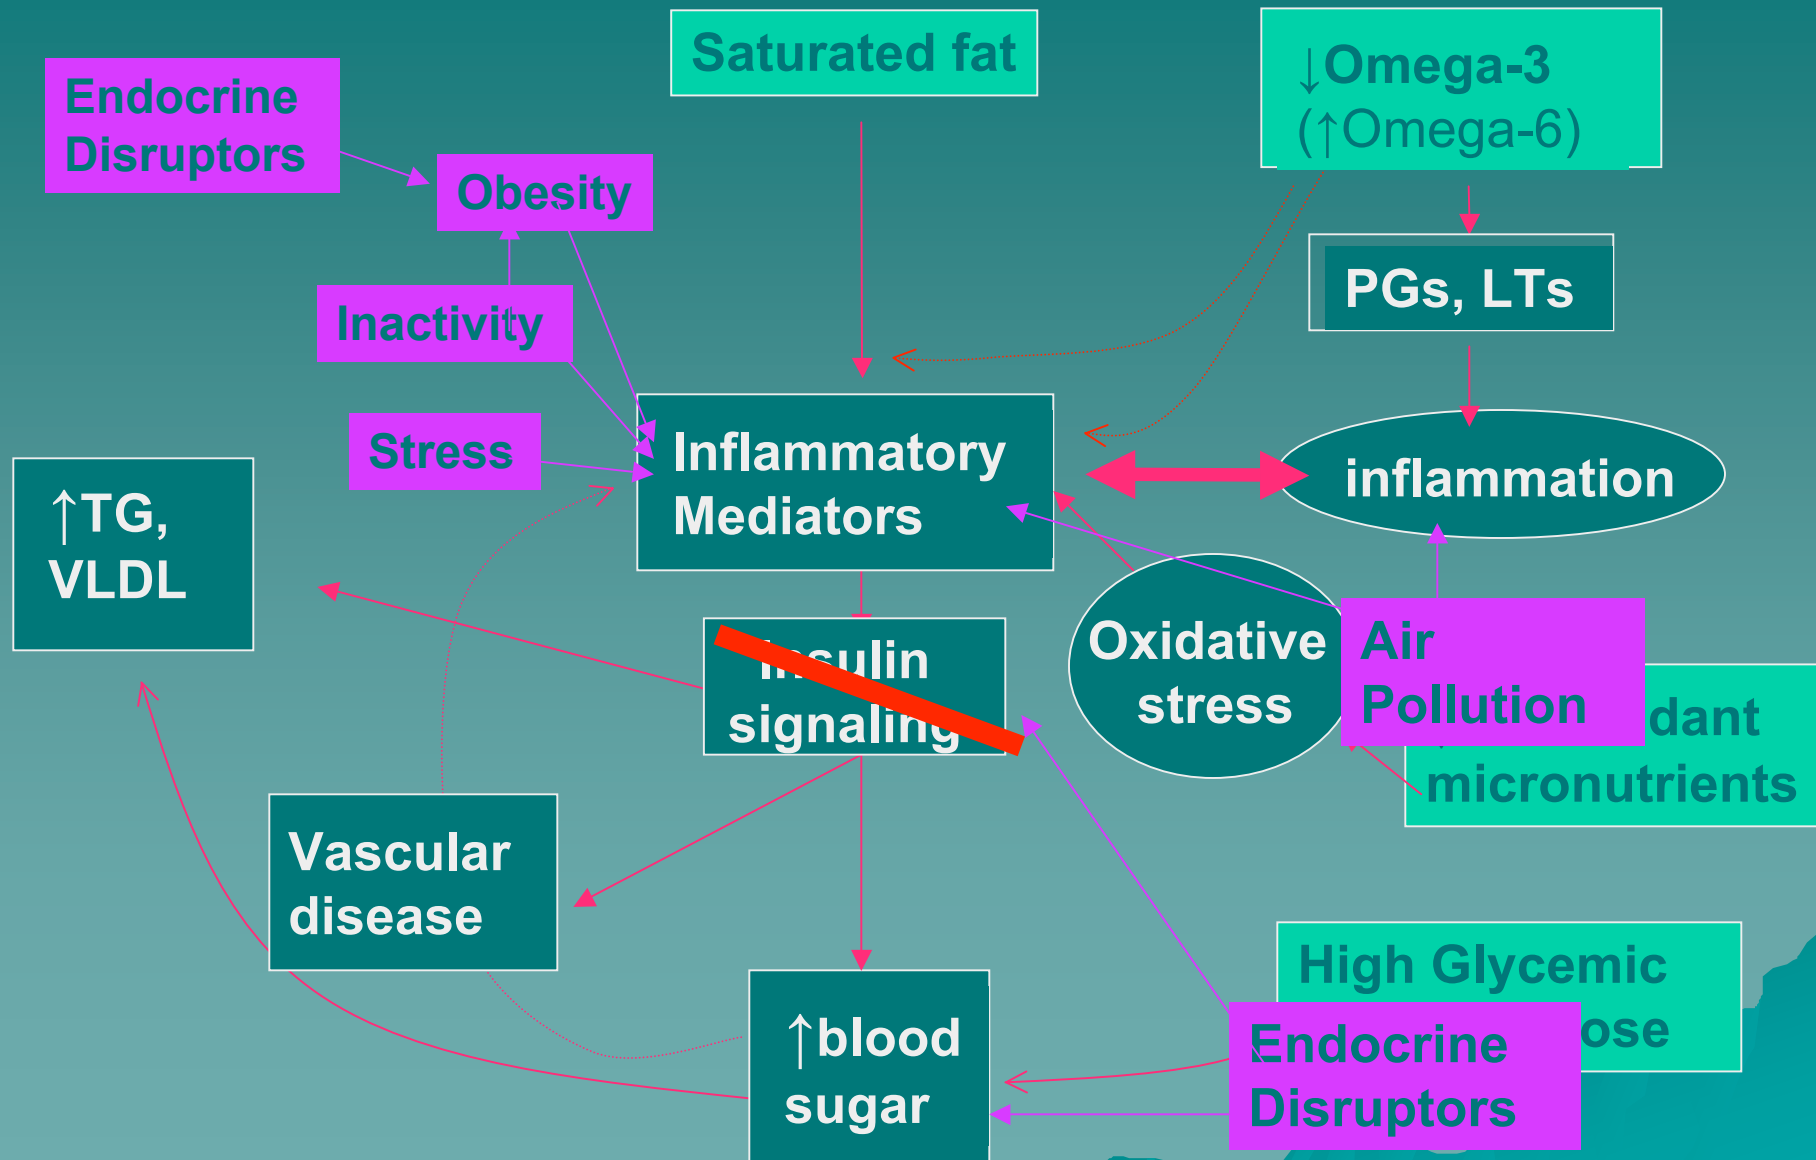 Saturated fat
↓Omega-3
(↑Omega-6)
Endocrine
Disruptors
Obesity
PGs, LTs
Inactivity
Stress
Inflammatory
Mediators
inflammation
↑TG,
VLDL
Insulin
signaling
Oxidative
stress
Air
Pollution
dant
micronutrients
Vascular
disease
High Glycemic
ose
↑blood
sugar
Endocrine
Disruptors